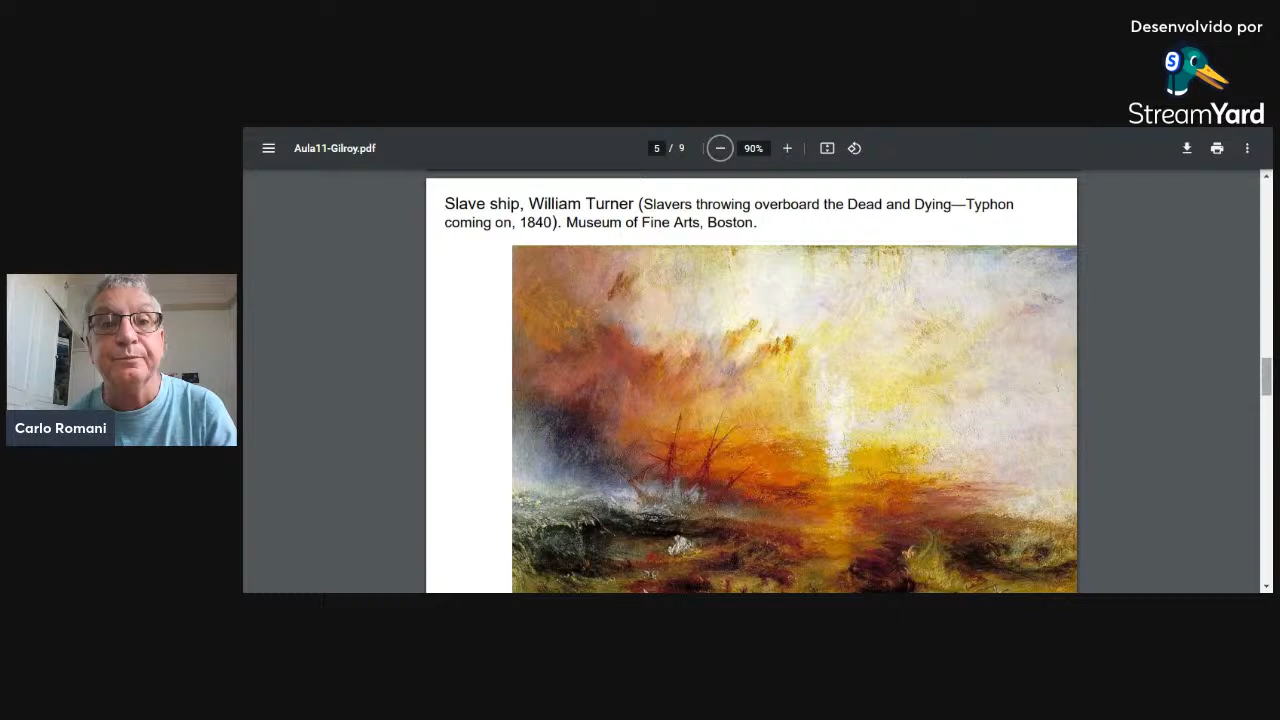 Desenvolvido por
S
StreamYard
Aula11-Gilroy.pdf
5 / 9
90%
Slave ship, William Turner (Slavers throwing overboard the Dead and Dying—Typhon
coming on, 1840). Museum of Fine Arts, Boston.
Carlo Romani